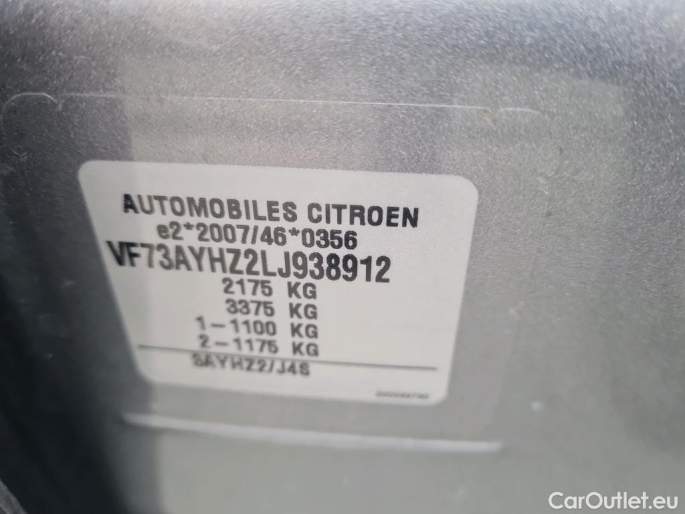 AUTOMOBILES CITROEN
e2*2007/46*0356
VF73AYHZ2LJ938912
2175 KG
3375 KG
1-1100 KG
2-1175 KG
3AYHZ2/J4S
CarOutlet.eu